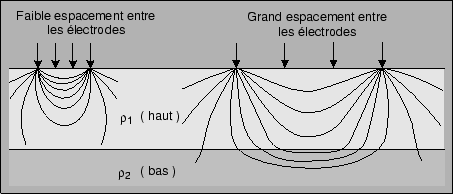 Faible espacement entre
les électrodes
Grand espacement entre
les électrodes
ρ1 ( haut )
ρ2 ( bas )